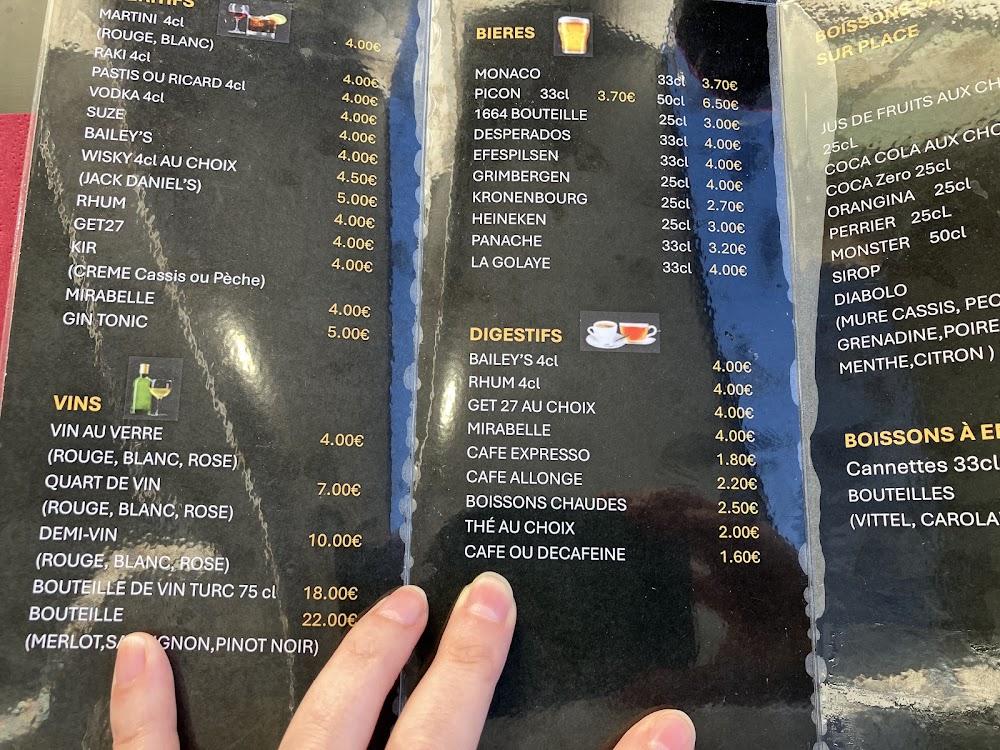 MARTINI 4cl 4.00€
(ROUGE, BLANC)
RAKI 4cl 4.00€
PASTIS OU RICARD 4cl 4.00€
VODKA 4cl 4.00€
SUZE 4.00€
BAILEY'S 4.00€
WISKY 4cl AU CHOIX 4.50€
(JACK DANIEL'S) 5.00€
RHUM 4.00€
GET27 4.00€
KIR 4.00€
(CREME Cassis ou Pèche)
MIRABELLE 4.00€
GIN TONIC 5.00€
VINS
VIN AU VERRE 4.00€
(ROUGE, BLANC, ROSE)
QUART DE VIN 7.00€
(ROUGE, BLANC, ROSE)
DEMI-VIN 10.00€
(ROUGE, BLANC, ROSE)
BOUTEILLE DE VIN TURC 75 cl 18.00€
BOUTEILLE 22.00€
PINOT NOIR)
BIERES
MONACO 33cl 3.70€
PICON 33cl 3.70€ 50cl 6.50€
1664 BOUTEILLE 25cl 3.00€
DESPERADOS 33cl 4.00€
EFESPILSEN 33cl 4.00€
GRIMBERGEN 25cl 4.00€
KRONENBOURG 25cl 2.70€
HEINEKEN 25cl 3.00€
PANACHE 33cl 3.20€
LA GOLAYE 33cl 4.00€
DIGESTIFS
BAILEY'S 4cl 4.00€
RHUM 4cl 4.00€
GET 27 AU CHOIX 4.00€
MIRABELLE 4.00€
CAFE EXPRESSO 1.80€
CAFE ALLONGE 2.20€
BOISSONS CHAUDES 2.50€
THÉ AU CHOIX 2.00€
CAFE OU DECAFEINE 1.60€
BOISSONS
SUR PLACE
JUS DE FRUITS AUX
25cL
COCA COLA AUX
COCA Zero 25cl
ORANGINA 25cl
PERRIER 25cL
MONSTER 50cl
SIROP
DIABOLO
(MURE CASSIS,
GRENADINE,POIRE
MENTHE,CITRON )
BOISSONS À
Cannettes 33cl
BOUTEILLES
(VITTEL,